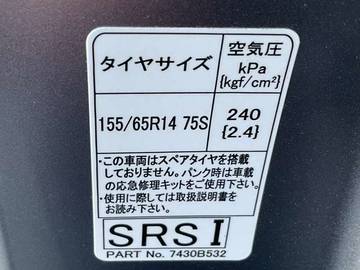 タイヤサイズ
空気圧
kPa
{kgf/cm²}
155/65R14 75S
240
{2.4}
・この車両はスペアタイヤを搭載
しておりません。パンク時は車載
の応急修理キットをご使用下さい。
・使用に際しては取扱説明書を
お読み下さい。
SRS I
PART No. 7430B532